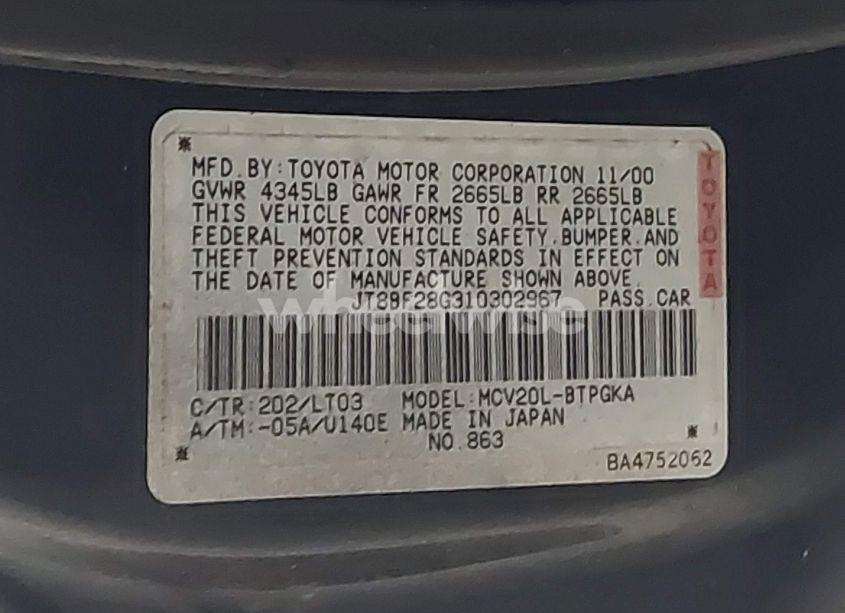 MFD.BY:TOYOTA MOTOR CORPORATION 11/00
GVWR 4345LB GAWR FR 2665LB RR 2665LB
THIS VEHICLE CONFORMS TO ALL APPLICABLE
FEDERAL MOTOR VEHICLE SAFETY,BUMPER,AND
THEFT PREVENTION STANDARDS IN EFFECT ON
THE DATE OF MANUFACTURE SHOWN ABOVE.
JT8BF28G310302967 PASS.CAR
C/TR:202/LT03 MODEL:MCV20L-BTPGKA
A/TM:-05A/U140E MADE IN JAPAN
NO.863
BA4752062
TOYOTA
wheelwise